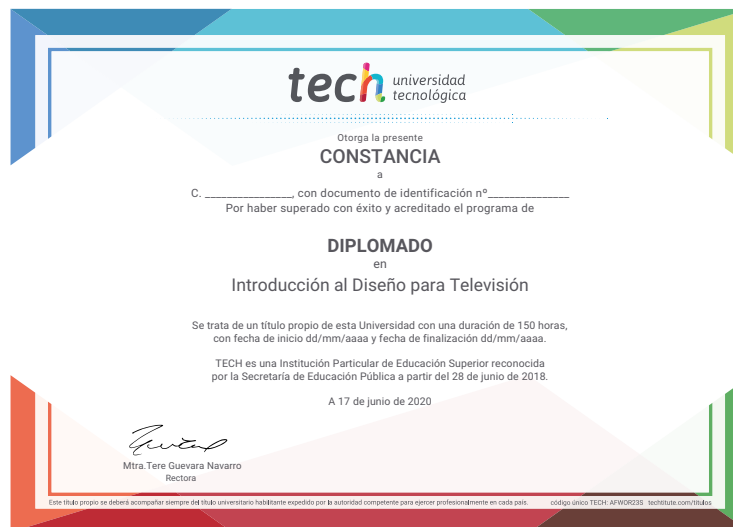 tech universidad
tecnológica
Otorga la presente
CONSTANCIA
a
C. ________________, con documento de identificación nº_______________
Por haber superado con éxito y acreditado el programa de
DIPLOMADO
en
Introducción al Diseño para Televisión
Se trata de un título propio de esta Universidad con una duración de 150 horas,
con fecha de inicio dd/mm/aaaa y fecha de finalización dd/mm/aaaa.
TECH es una Institución Particular de Educación Superior reconocida
por la Secretaría de Educación Pública a partir del 28 de junio de 2018.
A 17 de junio de 2020
Mtra.Tere Guevara Navarro
Rectora
Este título propio se deberá acompañar siempre del título universitario habilitante expedido por la autoridad competente para ejercer profesionalmente en cada país. código único TECH: AFWOR23S techtitute.com/títulos